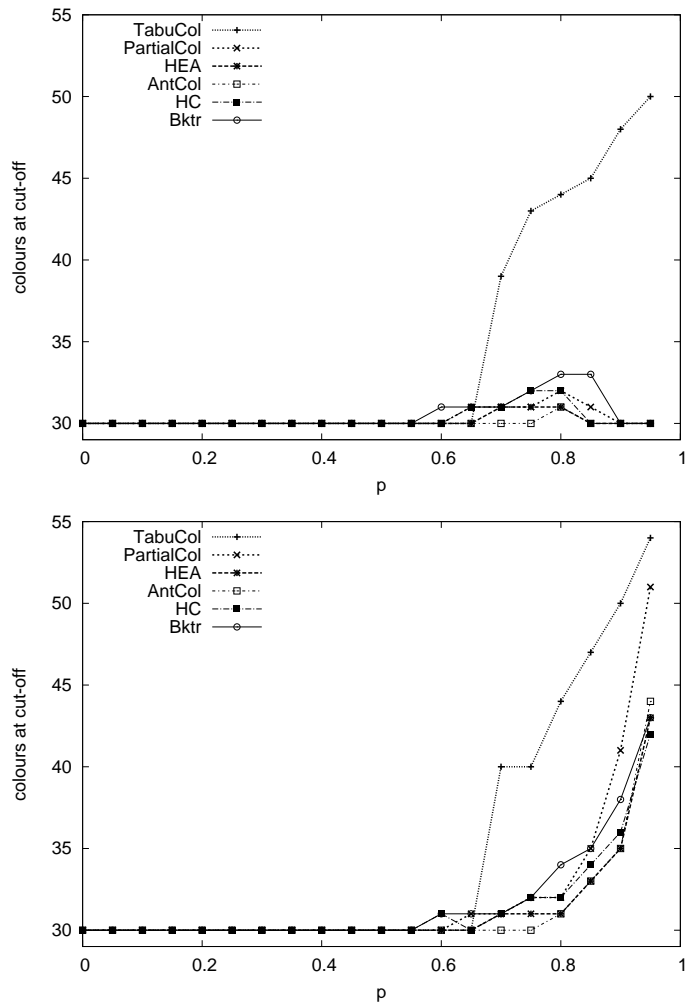 55
50
45
40
35
30
colours at cut-off
TabuCol
PartialCol
HEA
AntCol
HC
Bktr
0 0.2 0.4 0.6 0.8 1
p
55
50
45
40
35
30
colours at cut-off
TabuCol
PartialCol
HEA
AntCol
HC
Bktr
0 0.2 0.4 0.6 0.8 1
p